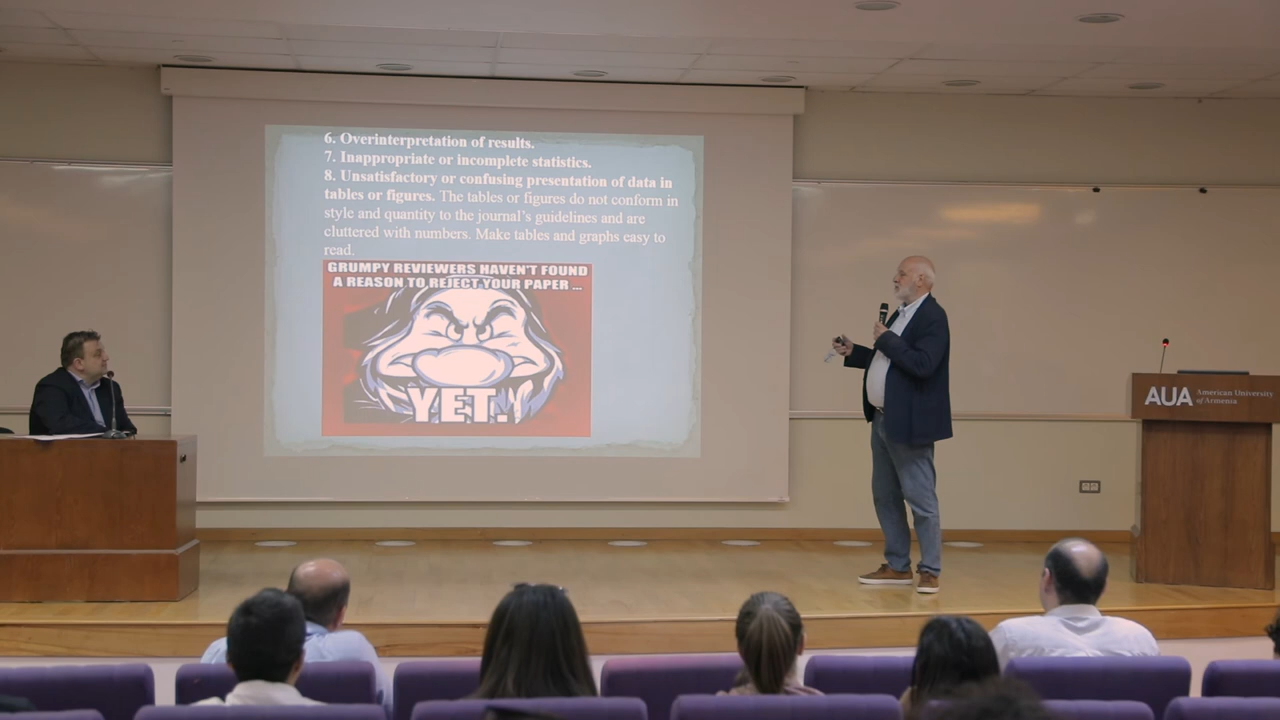 6. Overinterpretation of results.
7. Inappropriate or incomplete statistics.
8. Unsatisfactory or confusing presentation of data in
tables or figures. The tables or figures do not conform in
style and quantity to the journal's guidelines and are
cluttered with numbers. Make tables and graphs easy to
read.
GRUMPY REVIEWERS HAVEN'T FOUND
A REASON TO REJECT YOUR PAPER ...
YET.
AUA American University
of Armenia